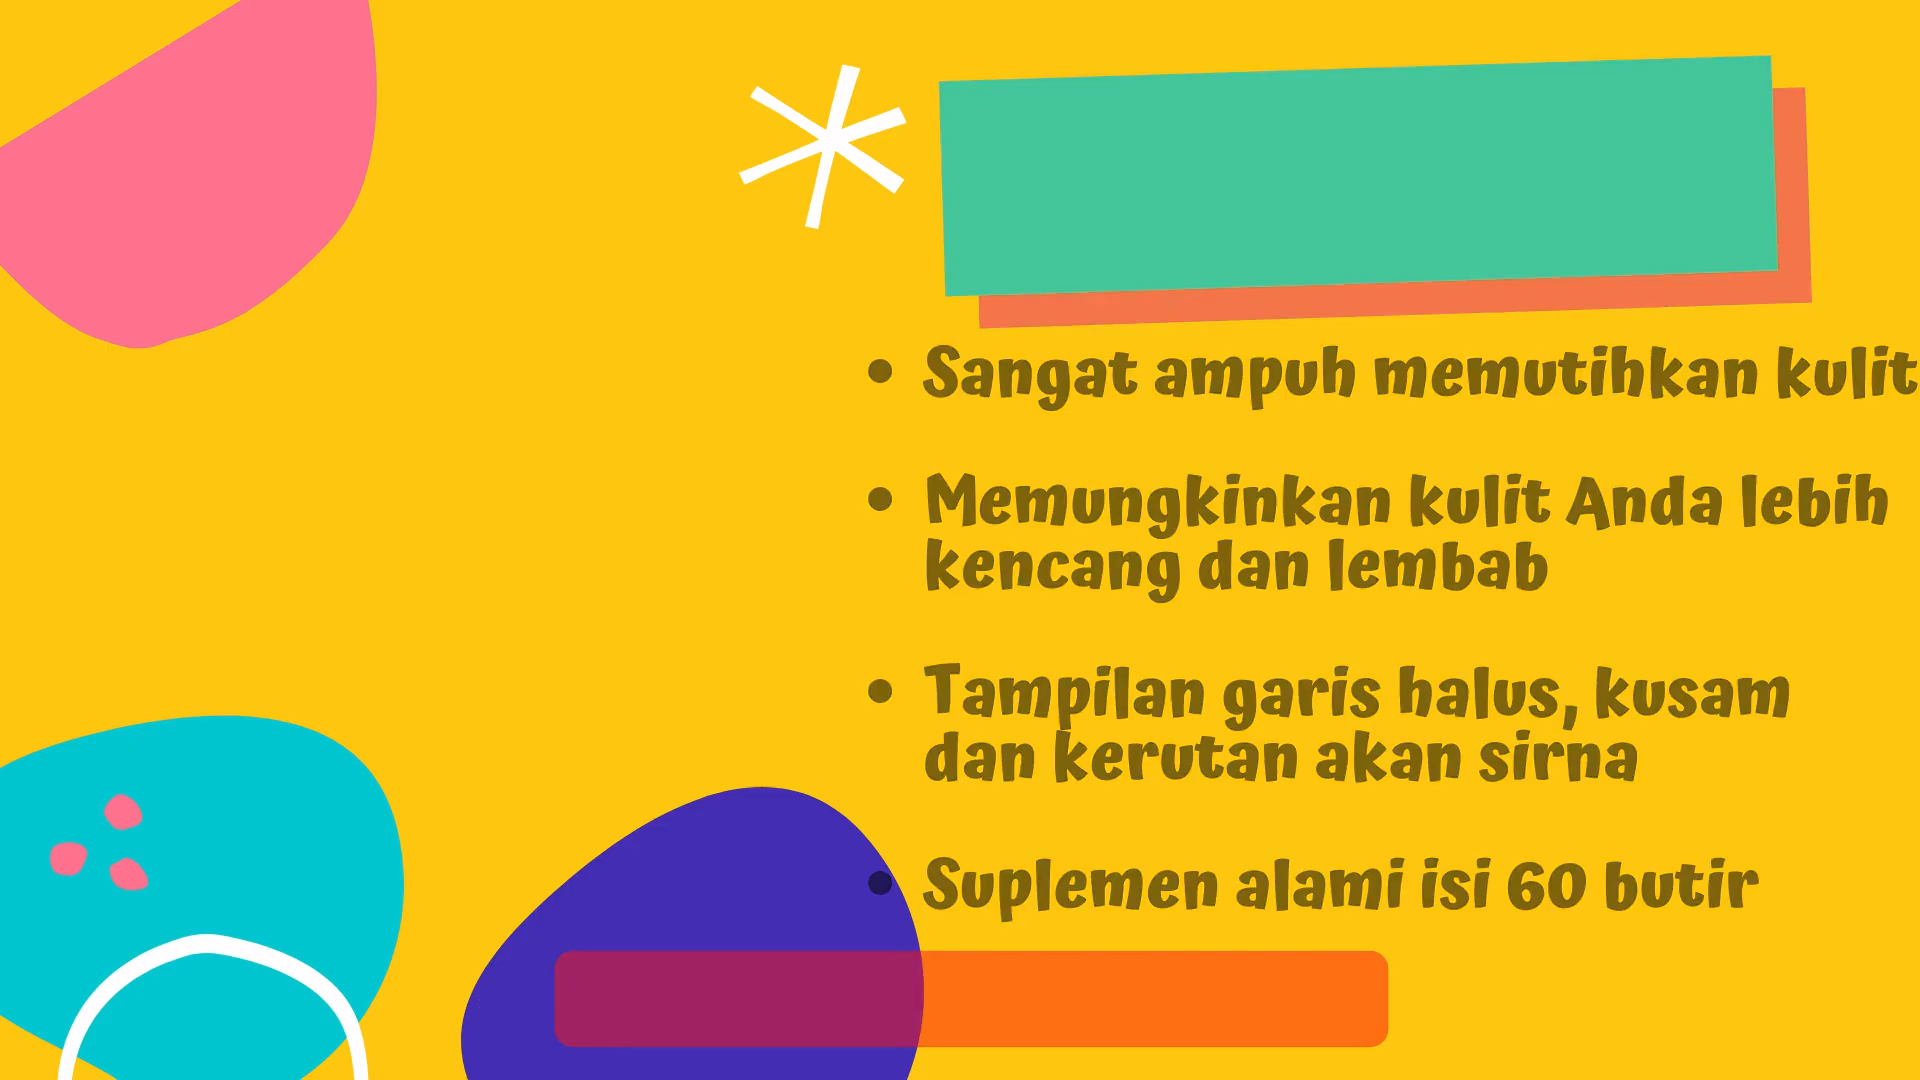 • Sangat ampuh memutihkan kulit
• Memungkinkan kulit Anda lebih
kencang dan lembab
• Tampilan garis halus, kusam
dan kerutan akan sirna
• Suplemen alami isi 60 butir